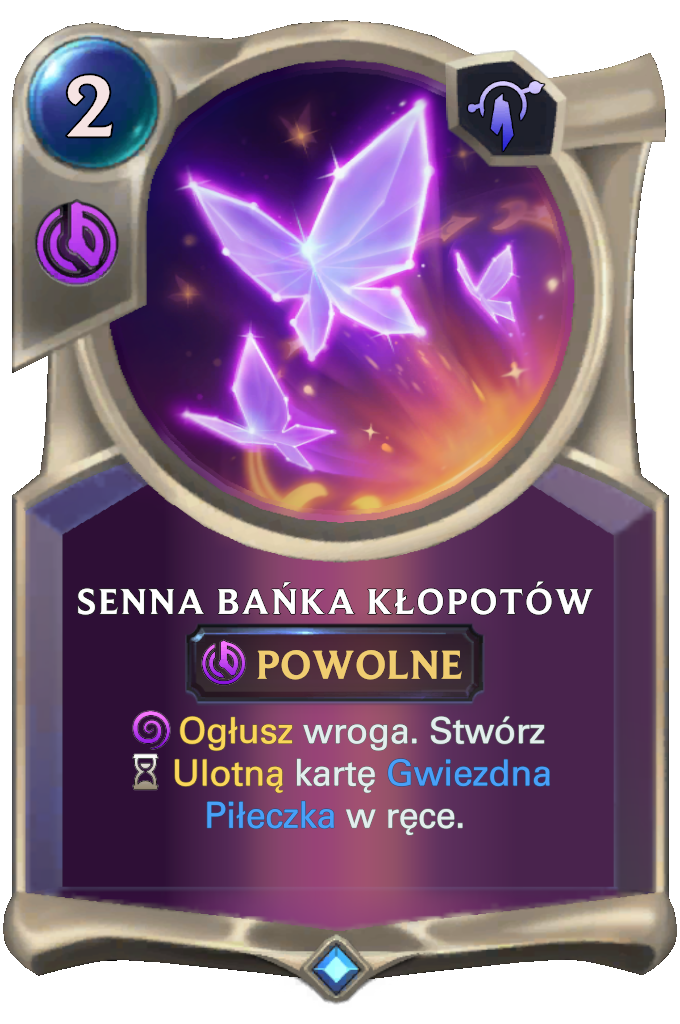 2
SENNA BAŃKA KŁOPOTÓW
POWOLNE
Ogłusz wroga. Stwórz
Ulotną kartę Gwiezdna
Piłeczka w ręce.